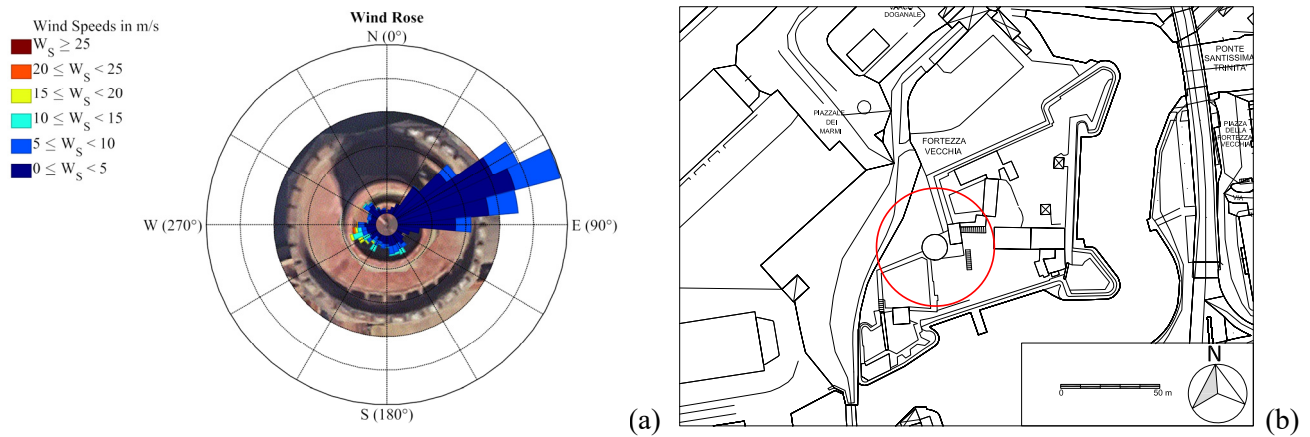 Wind Rose
Wind Speeds in m/s
W_S ≥ 25
20 ≤ W_S < 25
15 ≤ W_S < 20
10 ≤ W_S < 15
5 ≤ W_S < 10
0 ≤ W_S < 5
N (0°)
W (270°)
E (90°)
S (180°)
(a)
DOGANALE
PIAZZALE
DEI
MARMI
FORTEZZA
VECCHIA
PONTE
SANTISSIMA
TRINITA'
PIAZZA
DELLA
FORTEZZA
VECCHIA
VIA
N
0
50 m
(b)